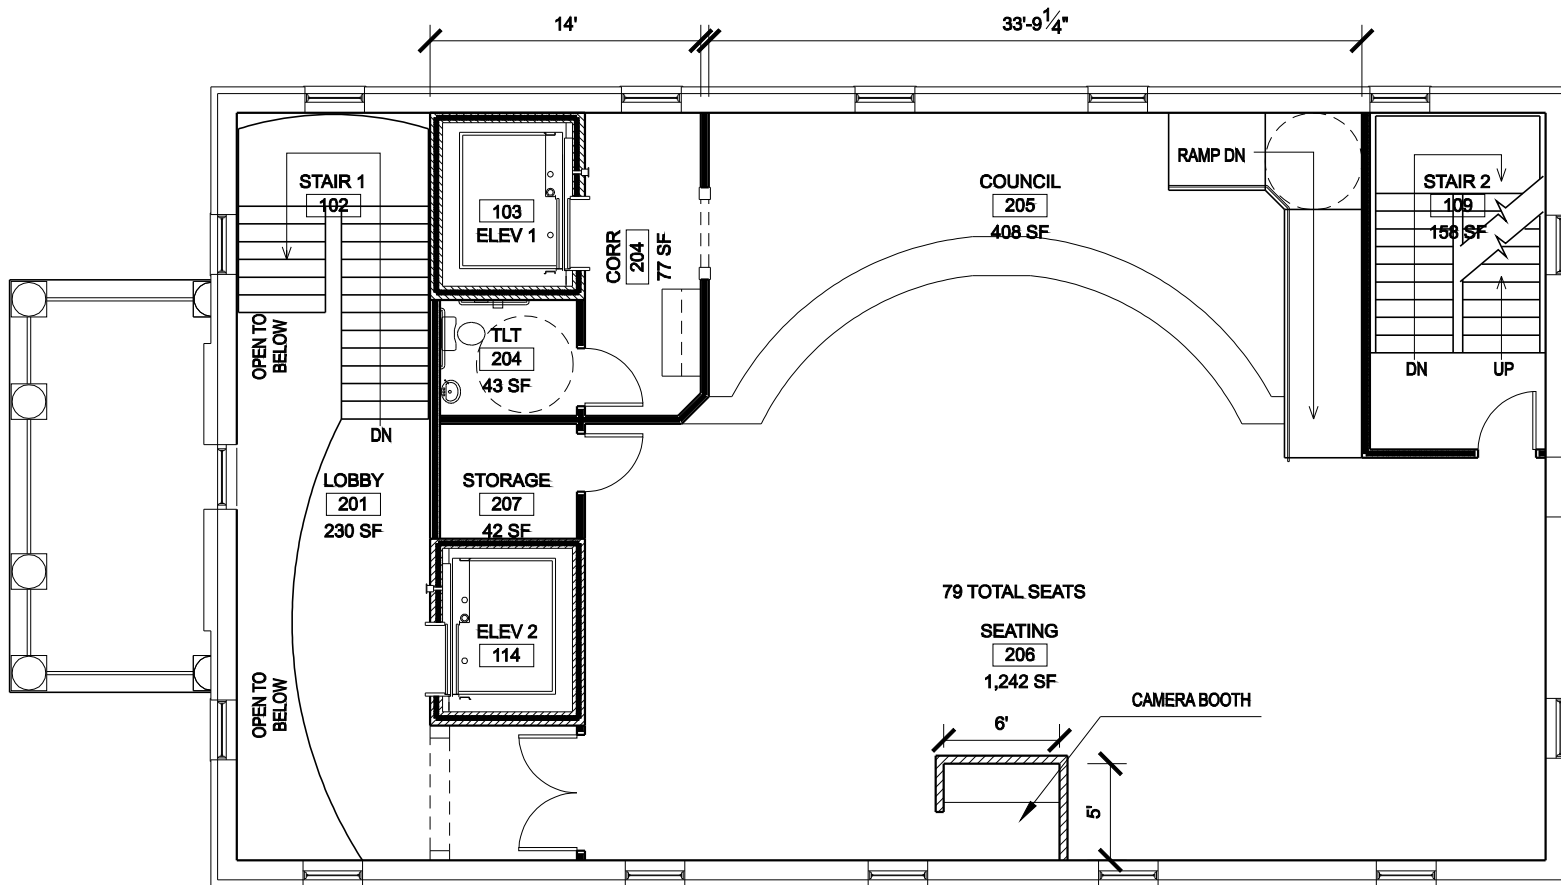 14'
33'-9 1/4"
STAIR 1
102
103
ELEV 1
CORR
204
77 SF
COUNCIL
205
408 SF
RAMP DN
STAIR 2
109
158 SF
OPEN TO
BELOW
TLT
204
43 SF
DN
UP
DN
LOBBY
201
230 SF
STORAGE
207
42 SF
79 TOTAL SEATS
ELEV 2
114
SEATING
206
1,242 SF
OPEN TO
BELOW
CAMERA BOOTH
6'
5'